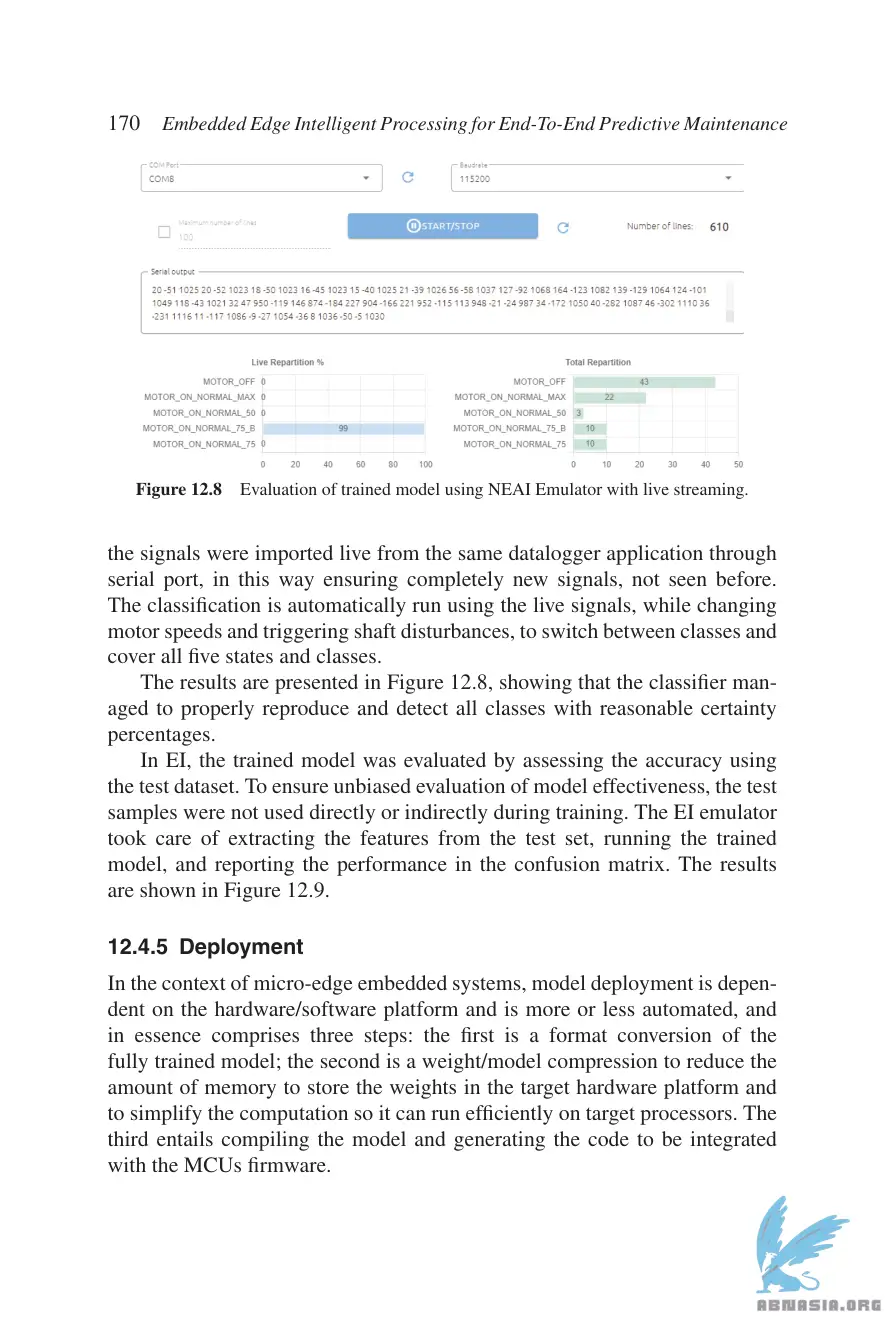 170 Embedded Edge Intelligent Processing for End-To-End Predictive Maintenance
COM Port
COM8
Baudrate
115200
Maximum number of lines
100
START/STOP
Number of lines: 610
Serial output
20 -51 1025 20 -52 1023 18 -50 1023 16 -45 1023 15 -40 1025 21 -39 1026 56 -58 1037 127 -92 1068 164 -123 1082 139 -129 1064 124 -101
1049 118 -43 1021 32 47 950 -119 146 874 -184 227 904 -166 221 952 -115 113 948 -21 -24 987 34 -172 1050 40 -282 1087 46 -302 1110 36
-231 1116 11 -117 1086 -9 -27 1054 -36 8 1036 -50 -5 1030
Live Repartition %
MOTOR_OFF 0
MOTOR_ON_NORMAL_MAX 0
MOTOR_ON_NORMAL_50 0
MOTOR_ON_NORMAL_75_B 99
MOTOR_ON_NORMAL_75 0
0 20 40 60 80 100
Total Repartition
MOTOR_OFF 43
MOTOR_ON_NORMAL_MAX 22
MOTOR_ON_NORMAL_50 3
MOTOR_ON_NORMAL_75_B 10
MOTOR_ON_NORMAL_75 10
0 10 20 30 40 50
Figure 12.8 Evaluation of trained model using NEAI Emulator with live streaming.
the signals were imported live from the same datalogger application through
serial port, in this way ensuring completely new signals, not seen before.
The classification is automatically run using the live signals, while changing
motor speeds and triggering shaft disturbances, to switch between classes and
cover all five states and classes.
The results are presented in Figure 12.8, showing that the classifier man-
aged to properly reproduce and detect all classes with reasonable certainty
percentages.
In EI, the trained model was evaluated by assessing the accuracy using
the test dataset. To ensure unbiased evaluation of model effectiveness, the test
samples were not used directly or indirectly during training. The EI emulator
took care of extracting the features from the test set, running the trained
model, and reporting the performance in the confusion matrix. The results
are shown in Figure 12.9.
12.4.5 Deployment
In the context of micro-edge embedded systems, model deployment is depen-
dent on the hardware/software platform and is more or less automated, and
in essence comprises three steps: the first is a format conversion of the
fully trained model; the second is a weight/model compression to reduce the
amount of memory to store the weights in the target hardware platform and
to simplify the computation so it can run efficiently on target processors. The
third entails compiling the model and generating the code to be integrated
with the MCUs firmware.
ABNASIA.ORG